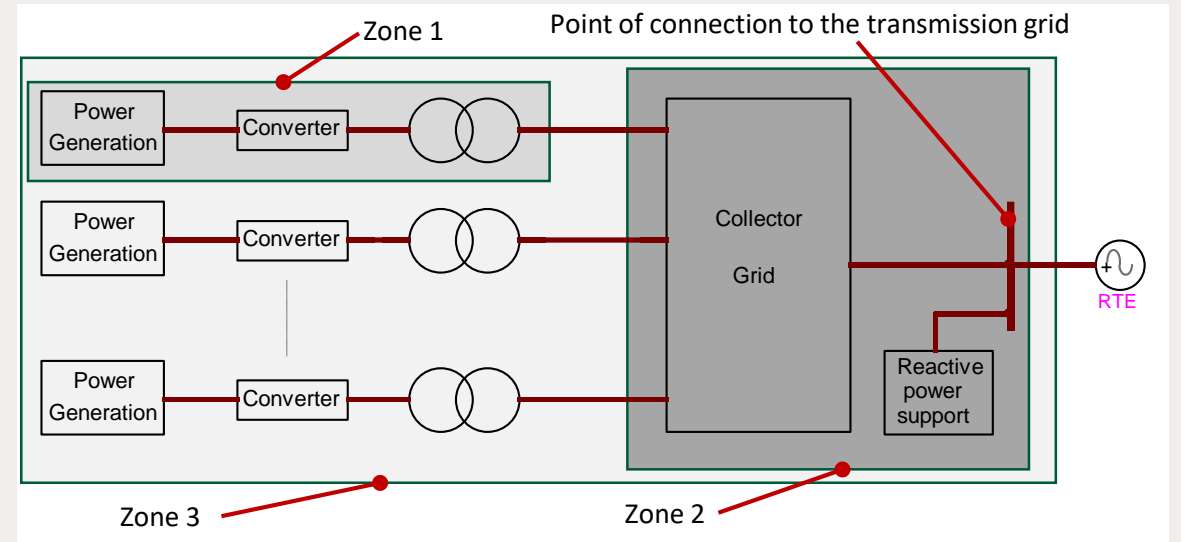 Zone 1
Point of connection to the transmission grid
Power
Generation
Converter
Power
Generation
Converter
Collector
Grid
+
RTE
Power
Generation
Converter
Reactive
power
support
Zone 3
Zone 2